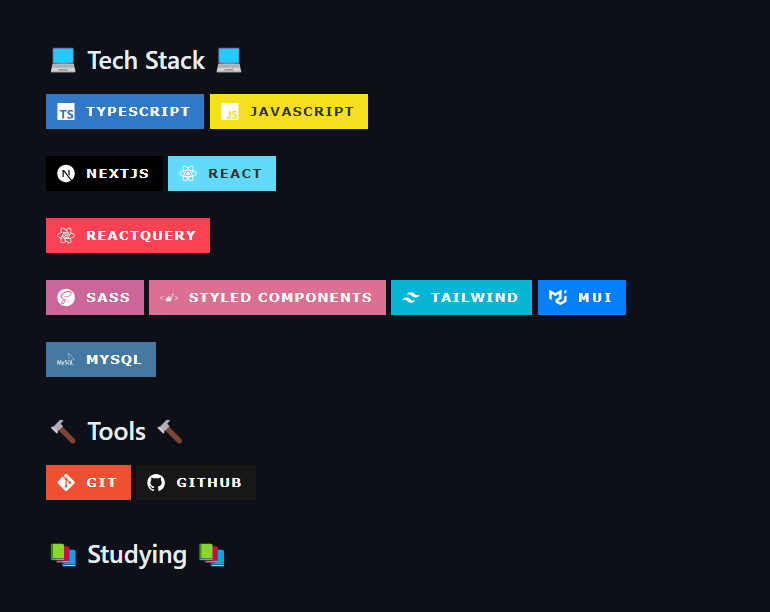 Tech Stack
TS TYPESCRIPT JS JAVASCRIPT
N NEXTJS REACT
REACTQUERY
SASS STYLED COMPONENTS TAILWIND MUI
MySQL MYSQL
Tools
GIT GITHUB
Studying